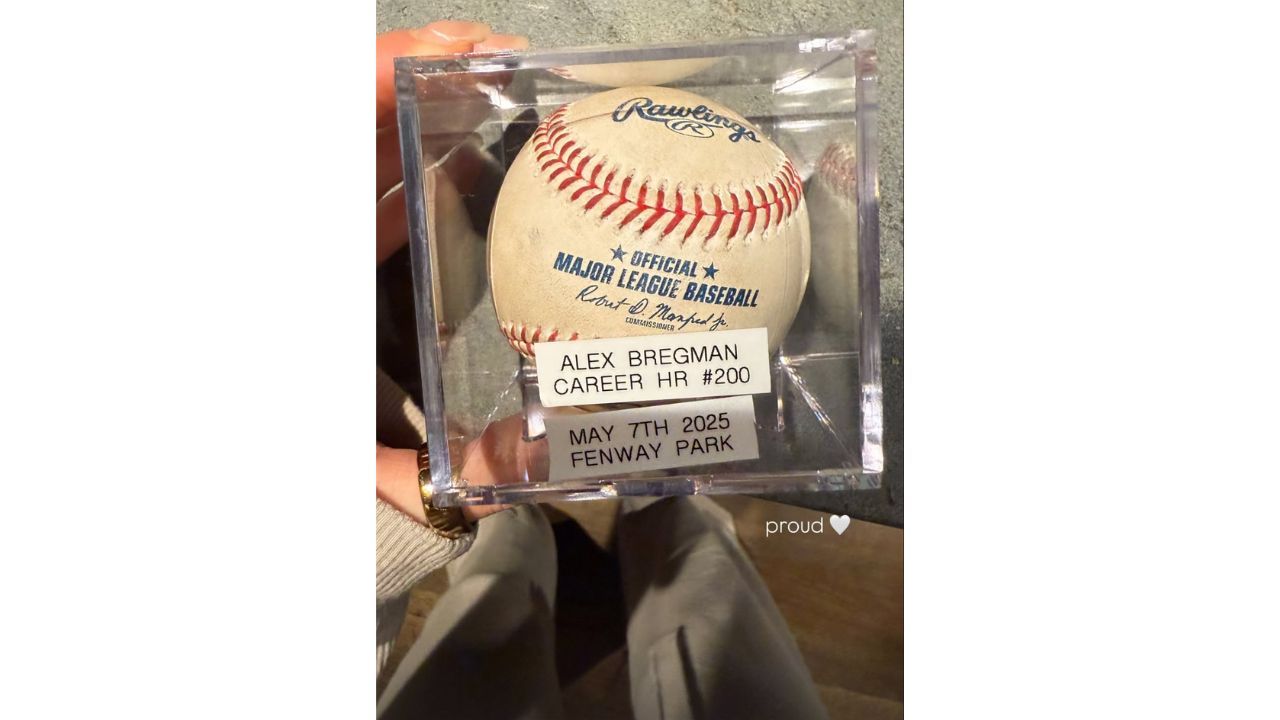 Rawlings
R
OFFICIAL
MAJOR LEAGUE BASEBALL
Robert D. Manfred Jr.
COMMISSIONER
ALEX BREGMAN
CAREER HR #200
MAY 7TH 2025
FENWAY PARK
proud 🤍